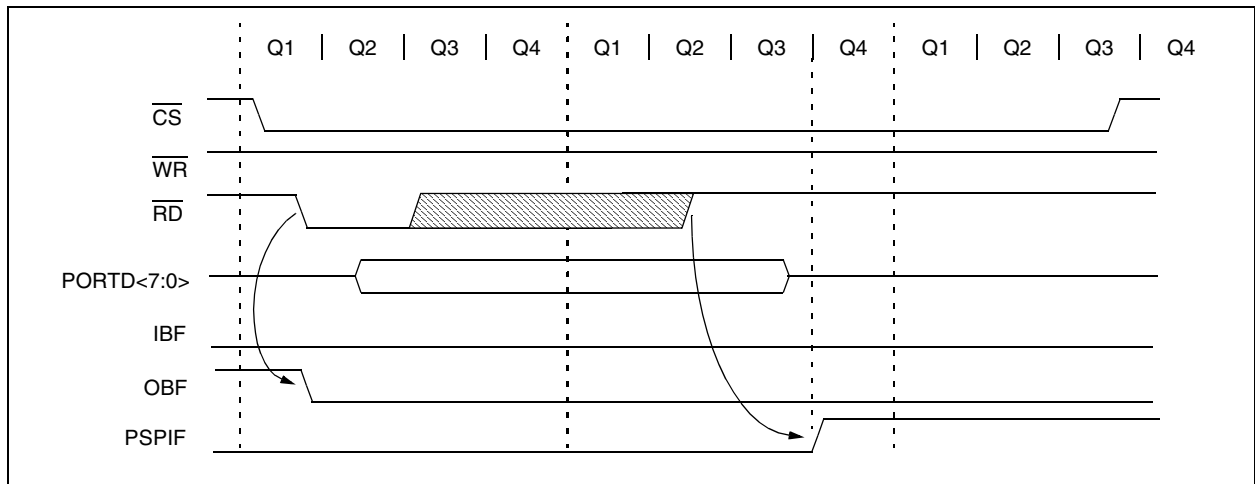 Q1 | Q2 | Q3 | Q4 | Q1 | Q2 | Q3 | Q4 | Q1 | Q2 | Q3 | Q4
CS
WR
RD
PORTD<7:0>
IBF
OBF
PSPIF